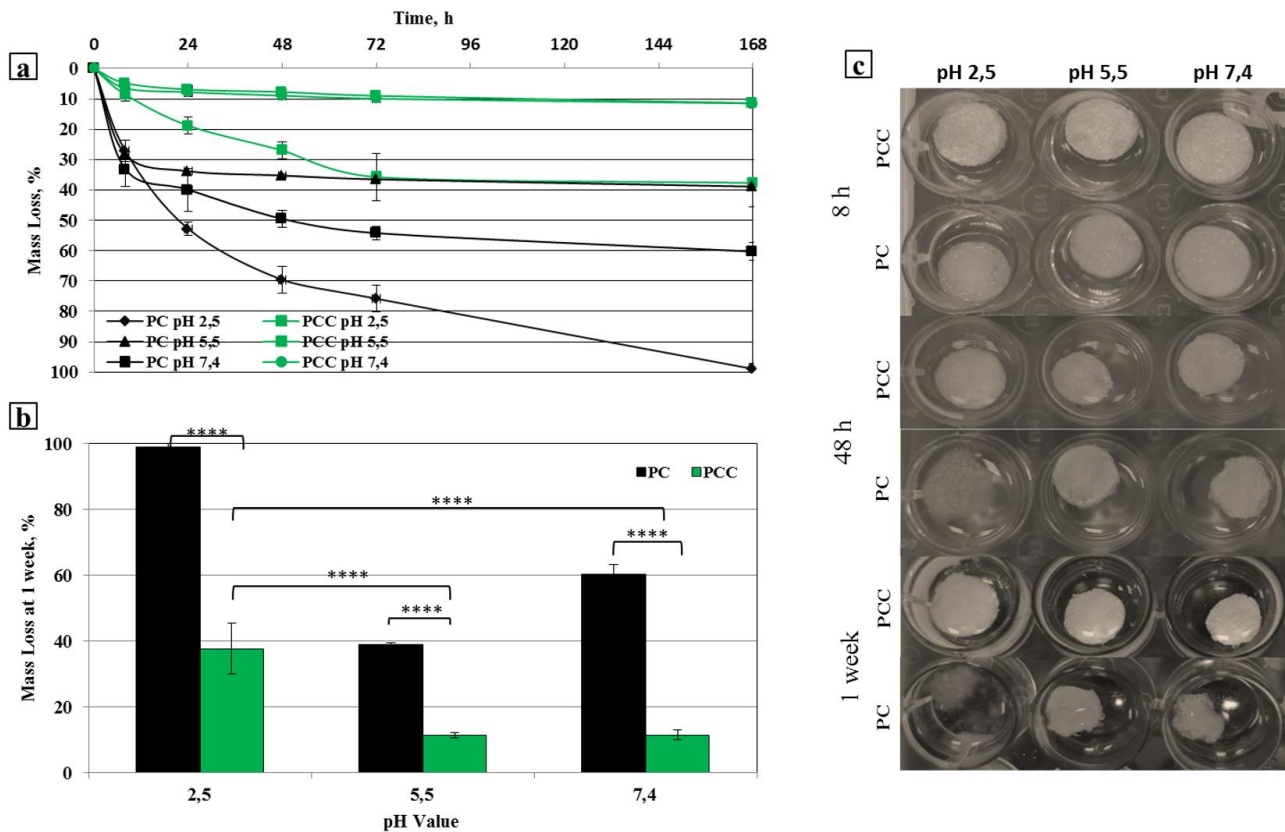 Time, h
a
0 24 48 72 96 120 144 168
0
10
20
30
40
50
60
70
80
90
100
Mass Loss, %
PC pH 2,5 PCC pH 2,5
PC pH 5,5 PCC pH 5,5
PC pH 7,4 PCC pH 7,4
b
100
80
60
40
20
0
Mass Loss at 1 week, %
****
****
****
****
****
PC PCC
2,5 5,5 7,4
pH Value
c
pH 2,5 pH 5,5 pH 7,4
8 h
PCC
PC
48 h
PCC
PC
1 week
PCC
PC